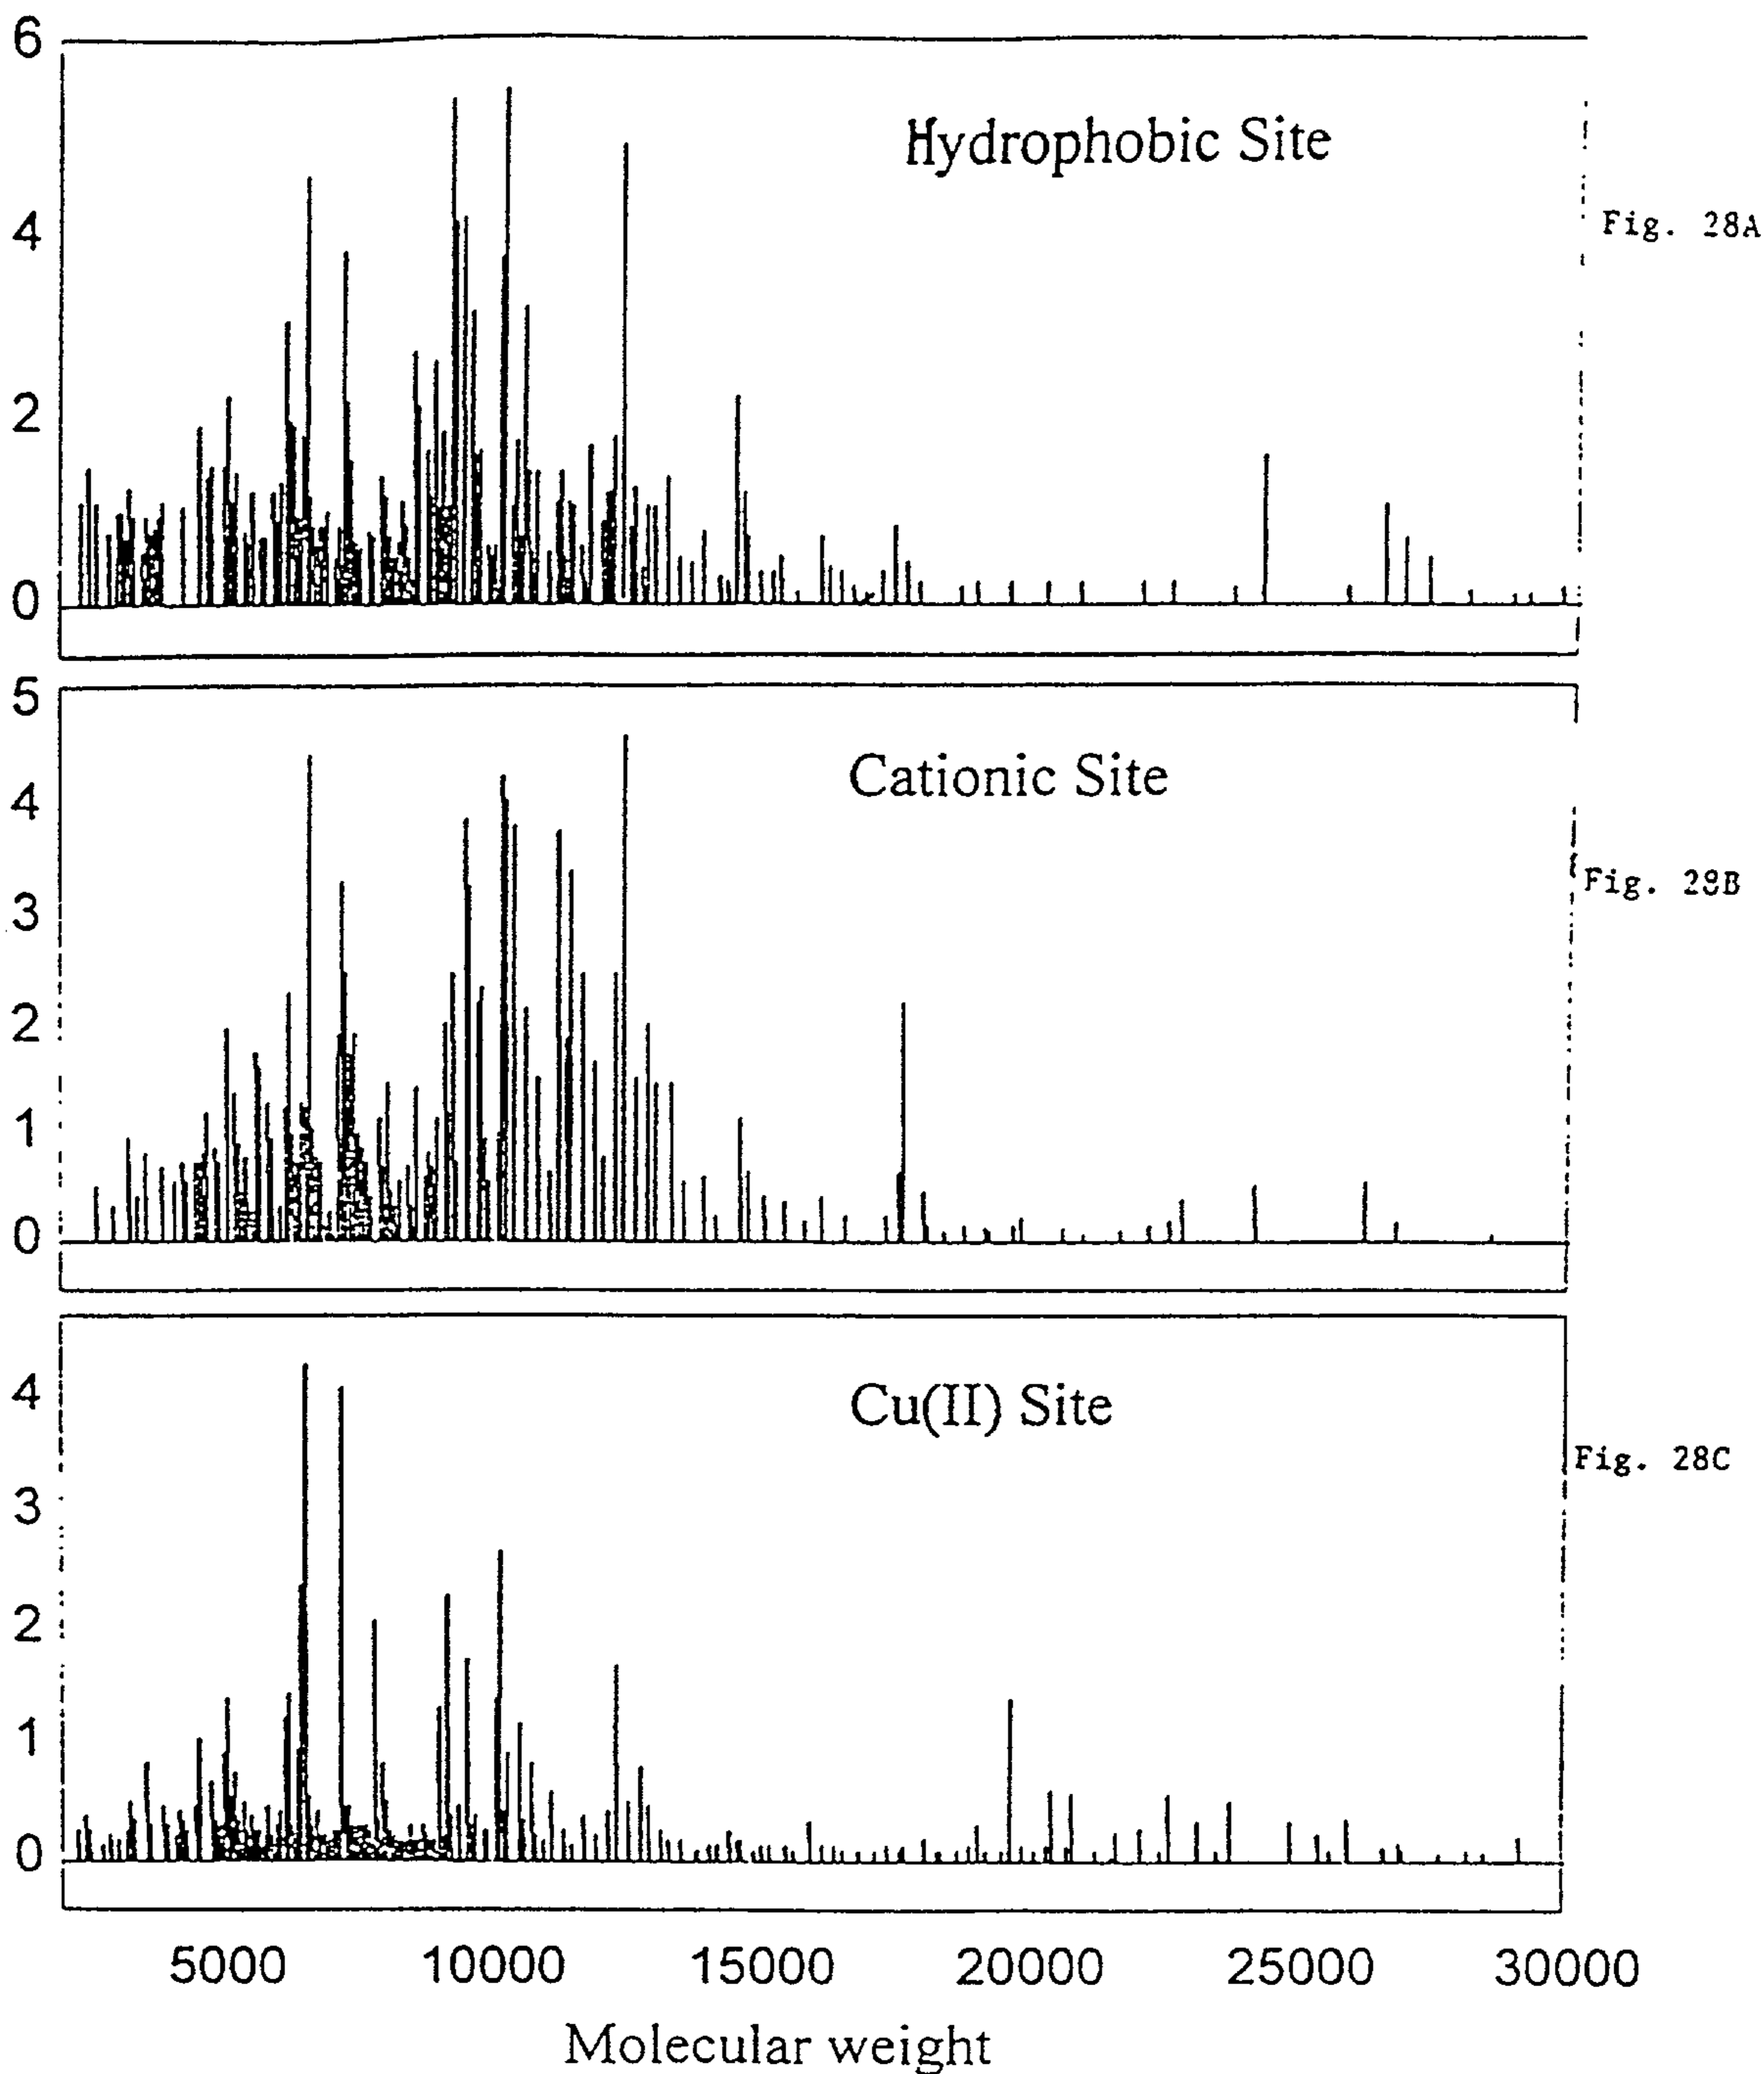 6
Hydrophobic Site
4
Fig. 28A
2
0
5
Cationic Site
4
Fig. 28B
3
2
1
0
4
Cu(II) Site
Fig. 28C
3
2
1
0
5000 10000 15000 20000 25000 30000
Molecular weight